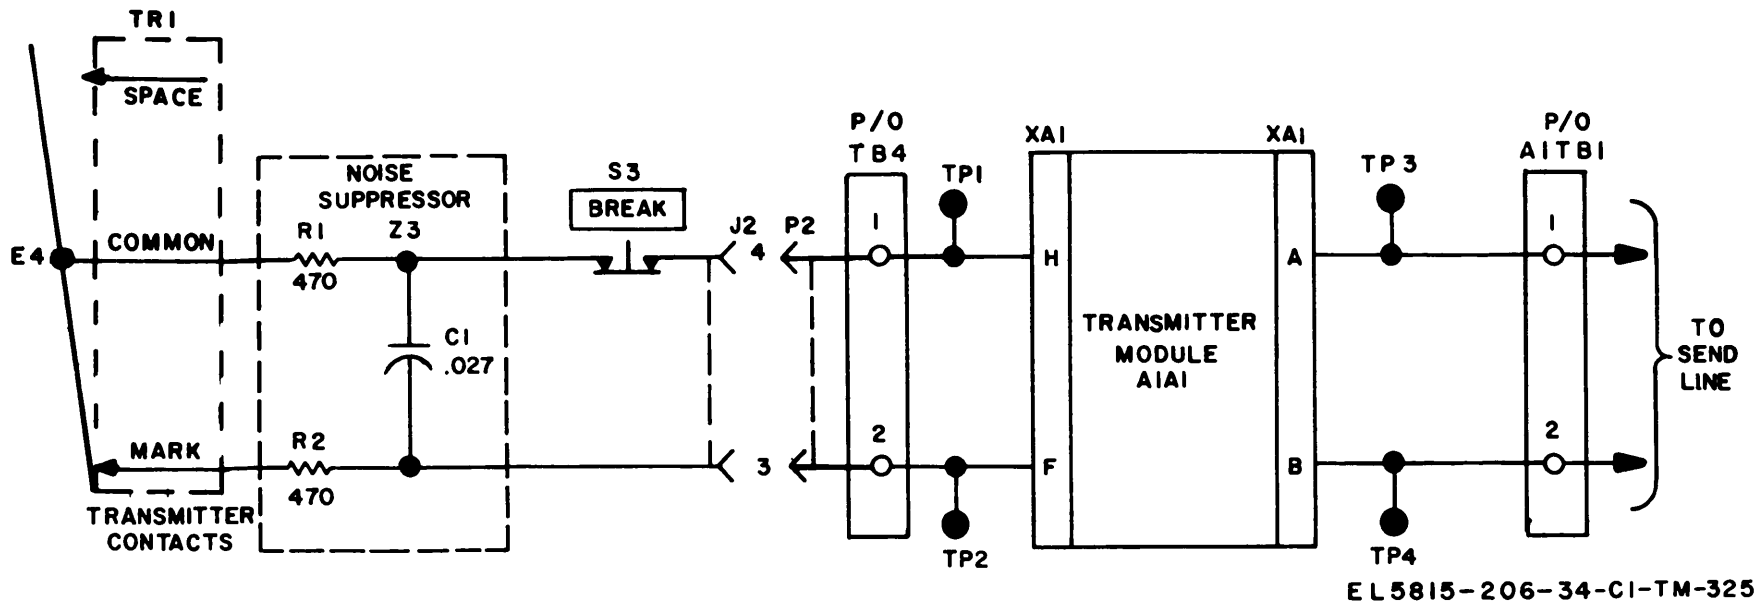 TR1
SPACE
E4
COMMON
MARK
TRANSMITTER
CONTACTS
NOISE
SUPPRESSOR
R1
Z3
470
C1
.027
R2
470
S3
BREAK
J2
P2
4
3
P/O
TB4
1
2
TP1
TP2
XA1
XA1
H
F
TRANSMITTER
MODULE
A1A1
A
B
TP3
TP4
P/O
A1TB1
1
2
TO
SEND
LINE
EL5815-206-34-C1-TM-325